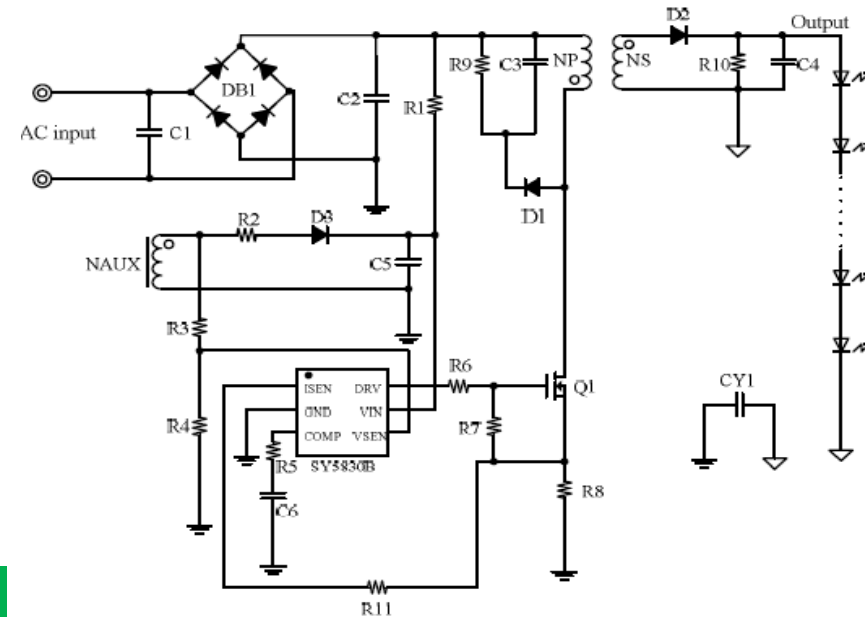 D2
Output
R9
C3
NP
NS
R10
C4
DB1
C2
R1
AC input
C1
D1
R2
D3
NAUX
C5
R3
R6
ISEN
DRV
Q1
CY1
GND
VIN
R4
R7
COMP
VSEN
R5
SY5830B
R8
C6
R11